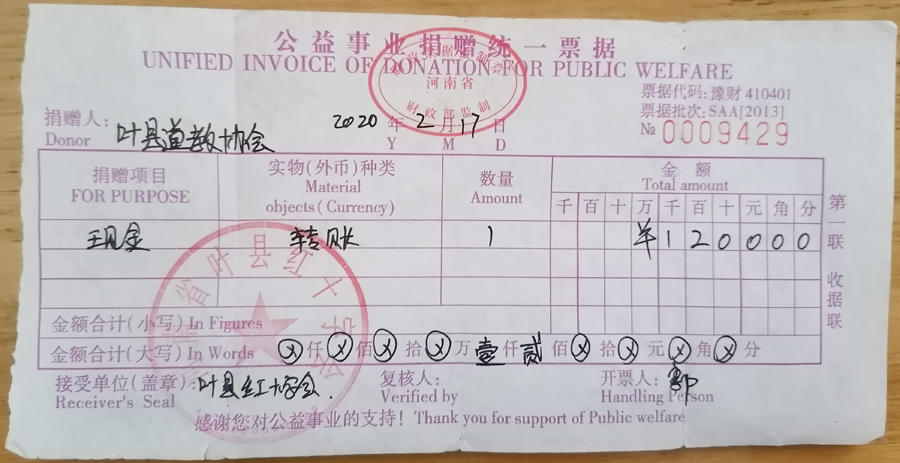 公益事业捐赠统一票据
UNIFIED INVOICE OF DONATION FOR PUBLIC WELFARE
河南省
财政部监制
票据代码: 豫财 410401
票据批次: SAA[2013]
№ 0009429
捐赠人: 叶县道教协会 2020 年 2 月 17 日
Donor Y M D
捐赠项目 实物(外币)种类 数量 金额
FOR PURPOSE Material objects(Currency) Amount Total amount
千 百 十 万 千 百 十 元 角 分
现金 转账 1 ¥ 1 2 0 0 0 0
金额合计(小写) In Figures
金额合计(大写) In Words ⊗ 仟 ⊗ 佰 ⊗ 拾 ⊗ 万 壹 仟 贰 佰 ⊗ 拾 ⊗ 元 ⊗ 角 ⊗ 分
第一联 收据联
接受单位(盖章): 叶县红十字会 复核人: 开票人:
Receiver's Seal Verified by Handling Person
感谢您对公益事业的支持! Thank you for support of Public welfare
河南省叶县红十字会